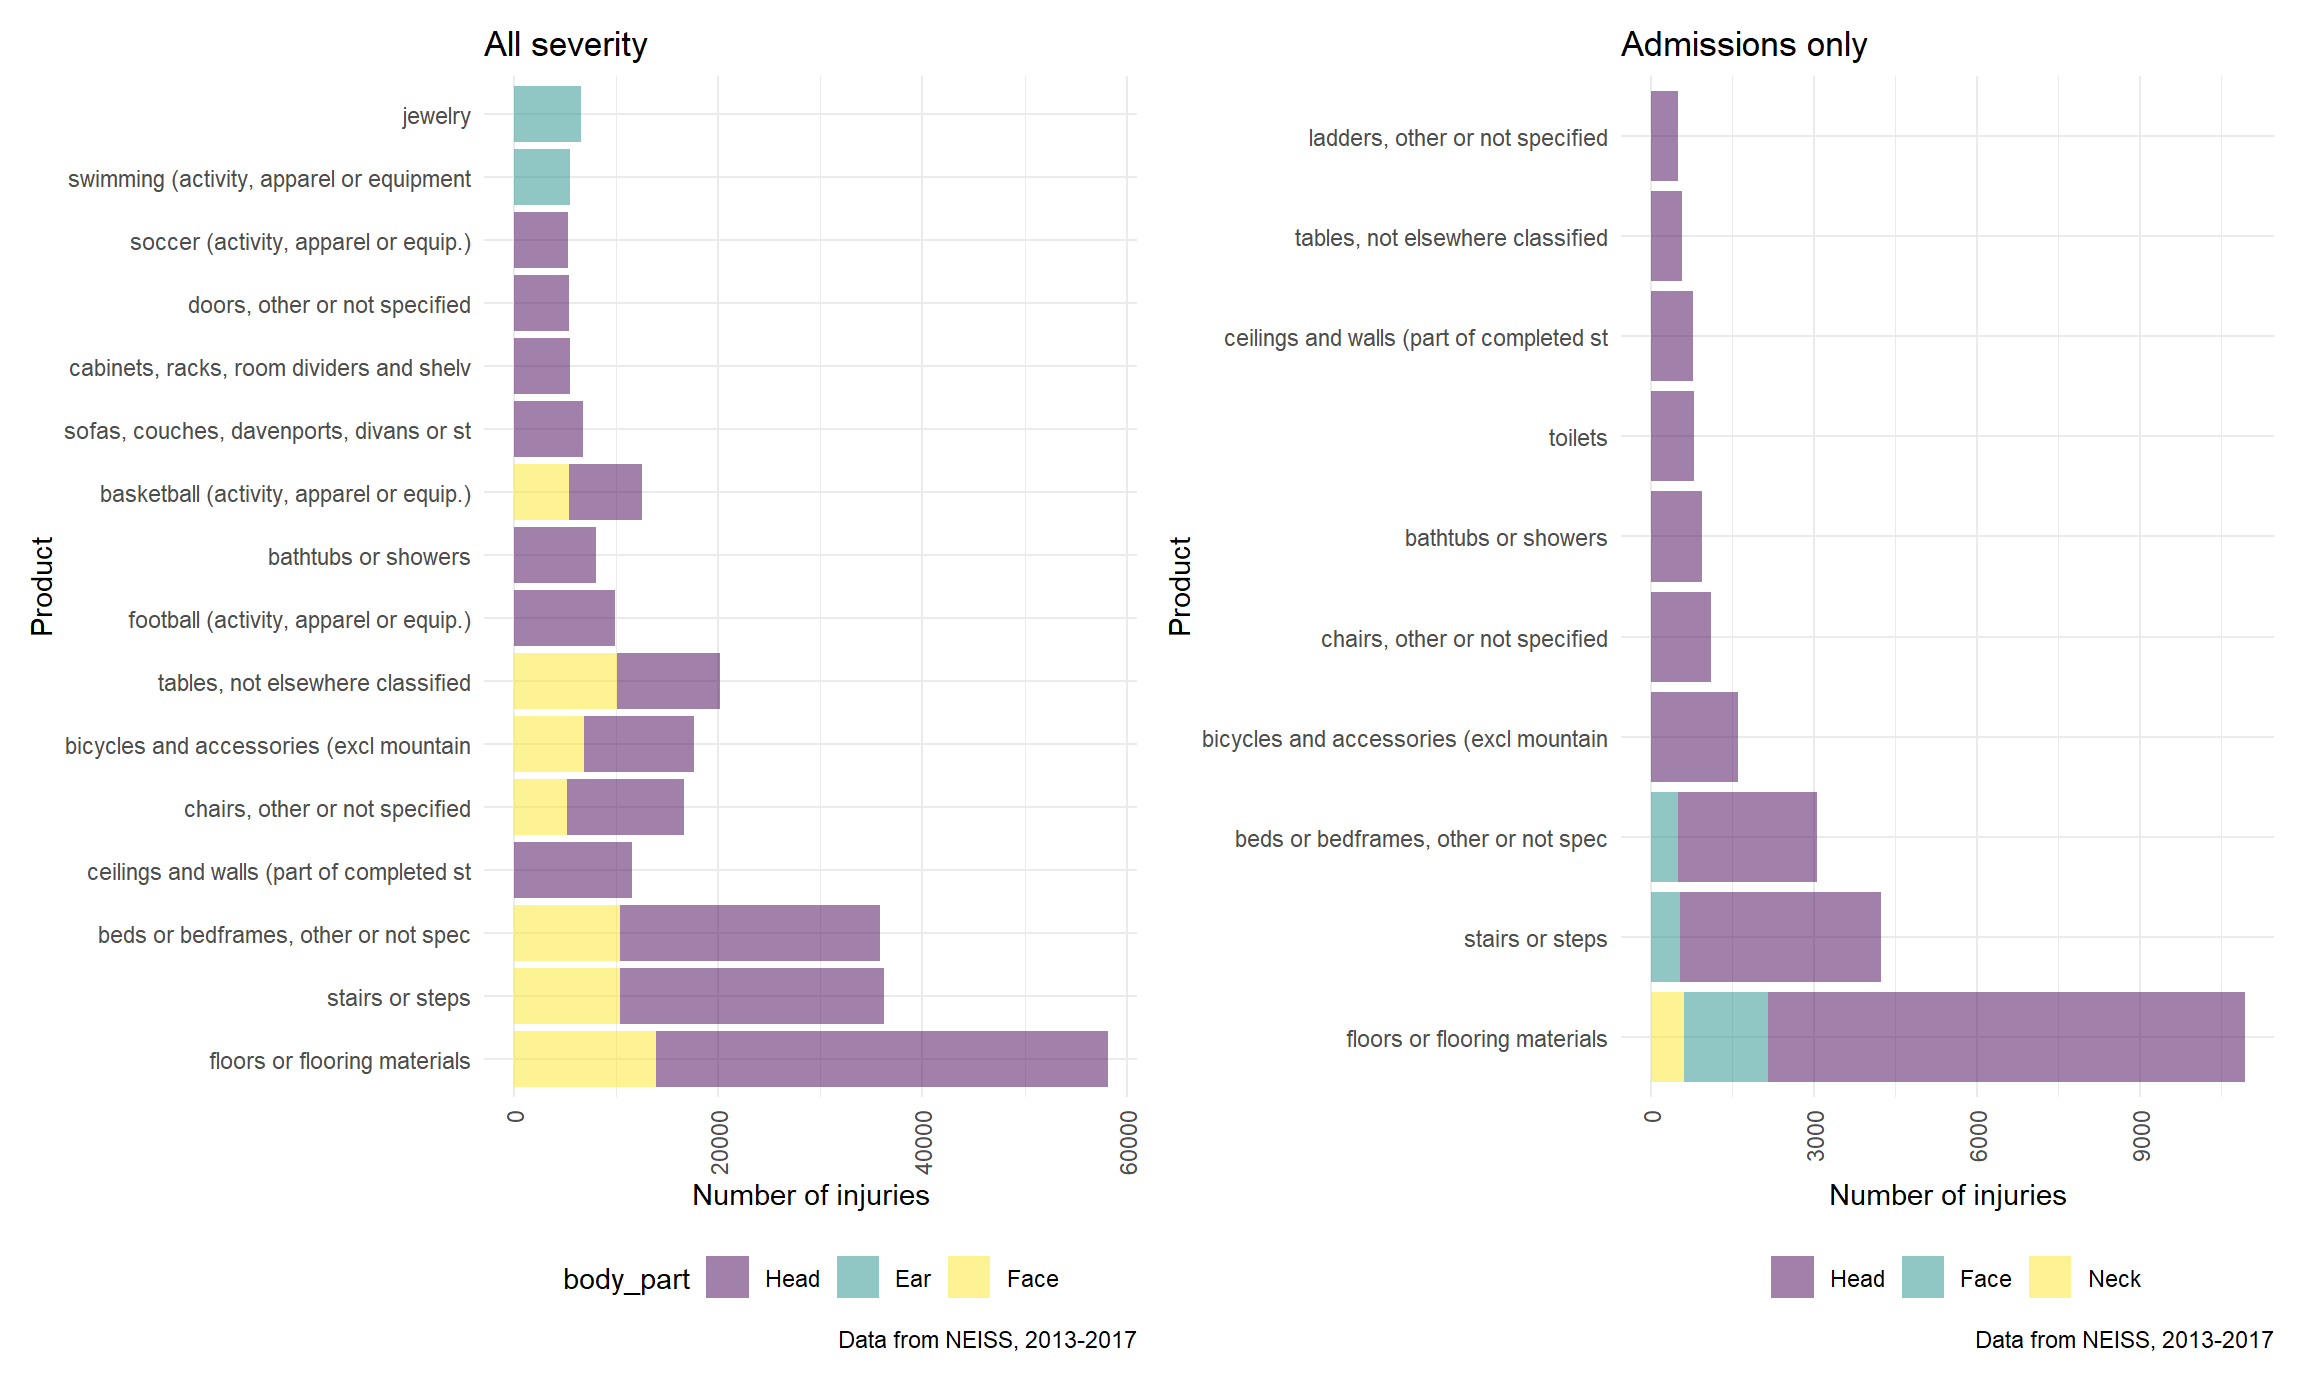 All severity
jewelry
swimming (activity, apparel or equipment
soccer (activity, apparel or equip.)
doors, other or not specified
cabinets, racks, room dividers and shelv
sofas, couches, davenports, divans or st
basketball (activity, apparel or equip.)
bathtubs or showers
football (activity, apparel or equip.)
tables, not elsewhere classified
bicycles and accessories (excl mountain
chairs, other or not specified
ceilings and walls (part of completed st
beds or bedframes, other or not spec
stairs or steps
floors or flooring materials
Product
0
20000
40000
60000
Number of injuries
body_part
Head
Ear
Face
Data from NEISS, 2013-2017
Admissions only
ladders, other or not specified
tables, not elsewhere classified
ceilings and walls (part of completed st
toilets
bathtubs or showers
chairs, other or not specified
bicycles and accessories (excl mountain
beds or bedframes, other or not spec
stairs or steps
floors or flooring materials
Product
0
3000
6000
9000
Number of injuries
Head
Face
Neck
Data from NEISS, 2013-2017